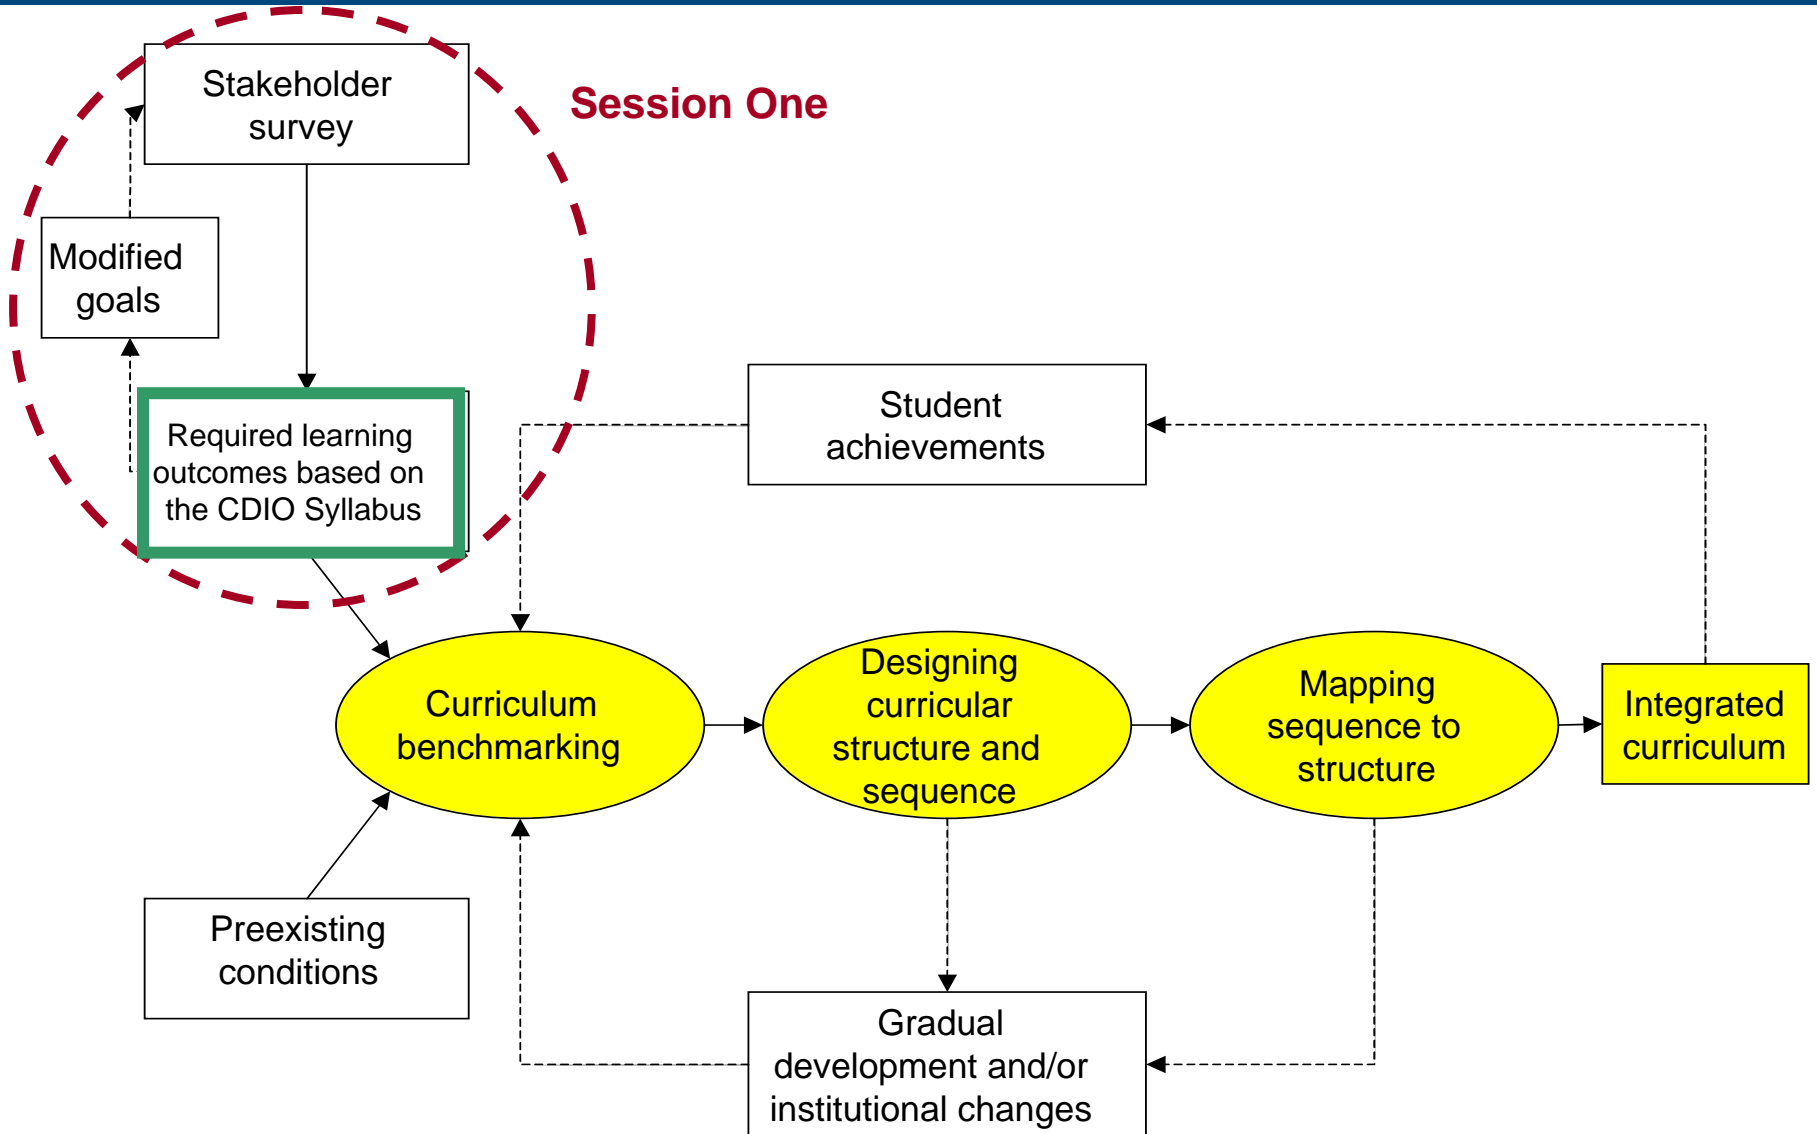 Stakeholder
survey
Session One
Modified
goals
Required learning
outcomes based on
the CDIO Syllabus
Student
achievements
Curriculum
benchmarking
Designing
curricular
structure and
sequence
Mapping
sequence to
structure
Integrated
curriculum
Preexisting
conditions
Gradual
development and/or
institutional changes